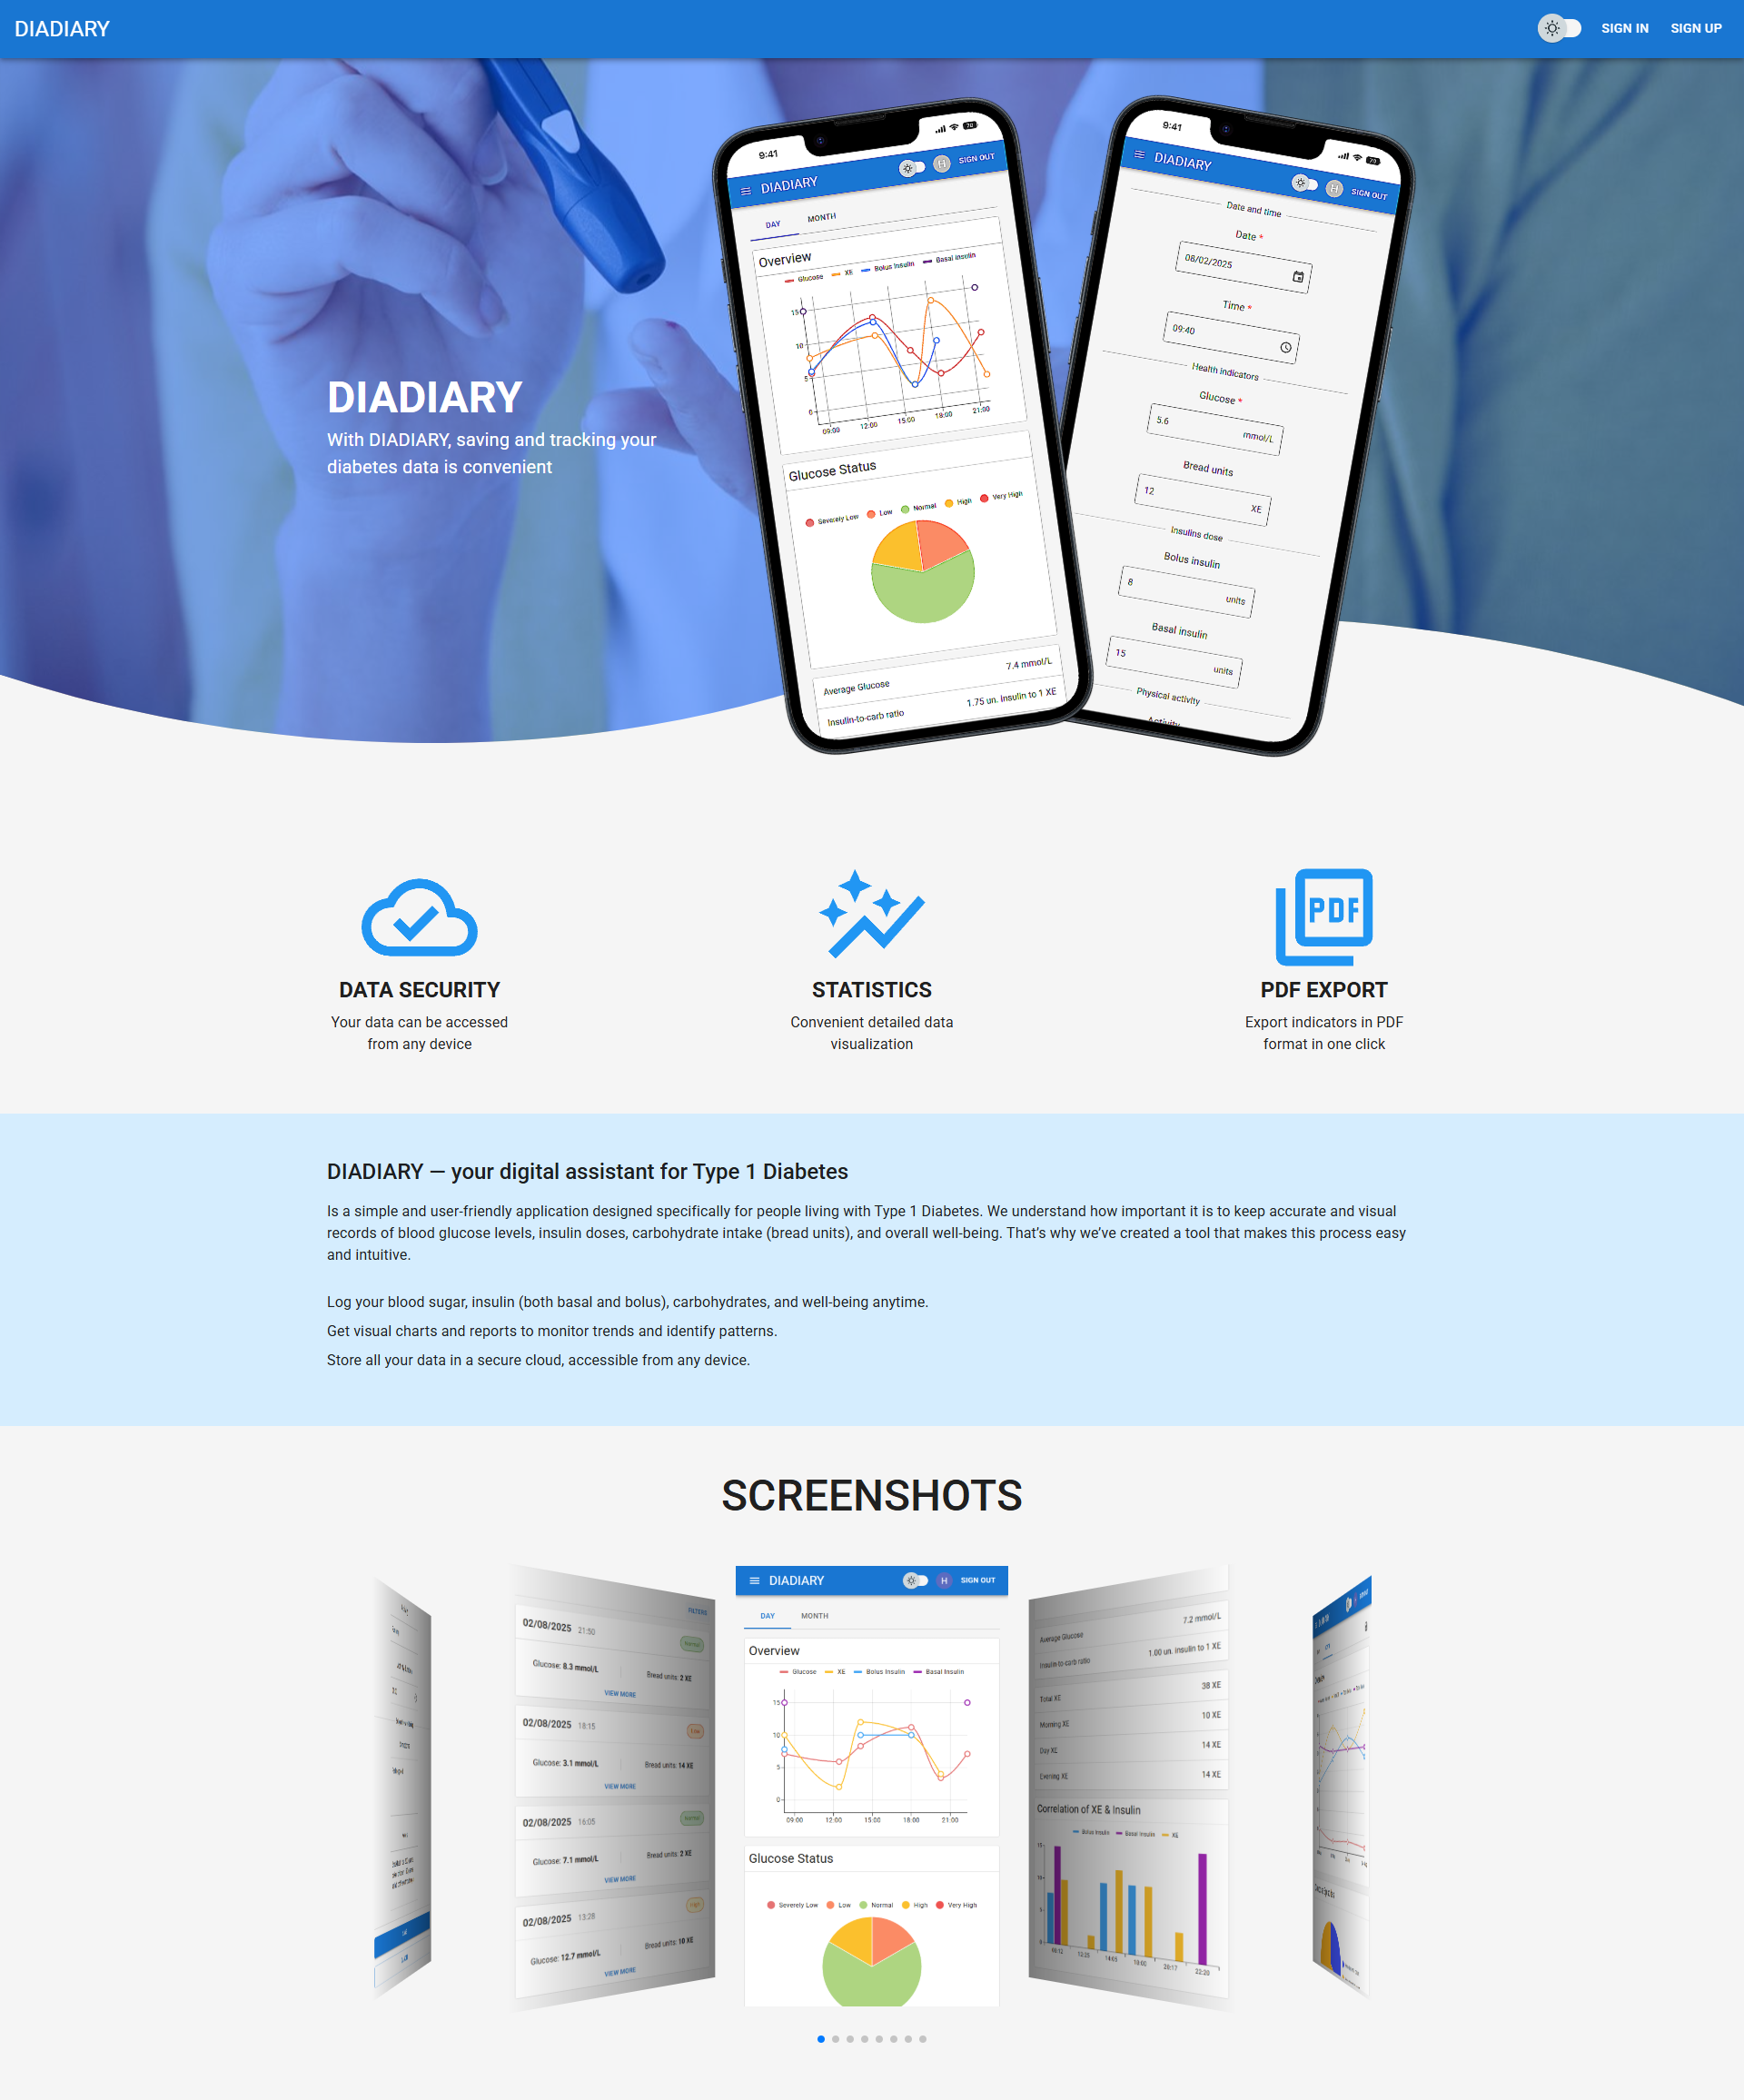 DIADIARY
SIGN IN
SIGN UP
DIADIARY
With DIADIARY, saving and tracking your
diabetes data is convenient
9:41
DIADIARY
H
SIGN OUT
DAY
MONTH
Overview
Glucose
XE
Bolus Insulin
Basal insulin
15
10
5
0
09:00
12:00
15:00
18:00
21:00
Glucose Status
Severely Low
Low
Normal
High
Very High
Average Glucose
7.4 mmol/L
Insulin-to-carb ratio
1.75 un. Insulin to 1 XE
9:41
DIADIARY
H
SIGN OUT
Date and time
Date *
08/02/2025
Time *
09:40
Health indicators
Glucose *
5.6
mmol/L
Bread units
12
XE
Insulins dose
Bolus insulin
8
units
Basal insulin
15
units
Physical activity
Activity
PDF
DATA SECURITY
Your data can be accessed
from any device
STATISTICS
Convenient detailed data
visualization
PDF EXPORT
Export indicators in PDF
format in one click
DIADIARY — your digital assistant for Type 1 Diabetes
Is a simple and user-friendly application designed specifically for people living with Type 1 Diabetes. We understand how important it is to keep accurate and visual
records of blood glucose levels, insulin doses, carbohydrate intake (bread units), and overall well-being. That's why we've created a tool that makes this process easy
and intuitive.
Log your blood sugar, insulin (both basal and bolus), carbohydrates, and well-being anytime.
Get visual charts and reports to monitor trends and identify patterns.
Store all your data in a secure cloud, accessible from any device.
SCREENSHOTS
FILTERS
02/08/2025 21:50
Normal
Glucose: 8.3 mmol/L
Bread units: 2 XE
VIEW MORE
02/08/2025 18:15
Low
Glucose: 3.1 mmol/L
Bread units: 14 XE
VIEW MORE
02/08/2025 16:05
Normal
Glucose: 7.1 mmol/L
Bread units: 2 XE
VIEW MORE
02/08/2025 13:28
High
Glucose: 12.7 mmol/L
Bread units: 10 XE
VIEW MORE
DIADIARY
H
SIGN OUT
DAY
MONTH
Overview
Glucose
XE
Bolus Insulin
Basal Insulin
15
10
5
0
09:00
12:00
15:00
18:00
21:00
Glucose Status
Severely Low
Low
Normal
High
Very High
Average Glucose
7.2 mmol/L
Insulin-to-carb ratio
1.00 un. insulin to 1 XE
Total XE
38 XE
Morning XE
10 XE
Day XE
14 XE
Evening XE
14 XE
Correlation of XE & Insulin
Bolus insulin
Basal insulin
XE
15
10
5
0
20:17
22:20